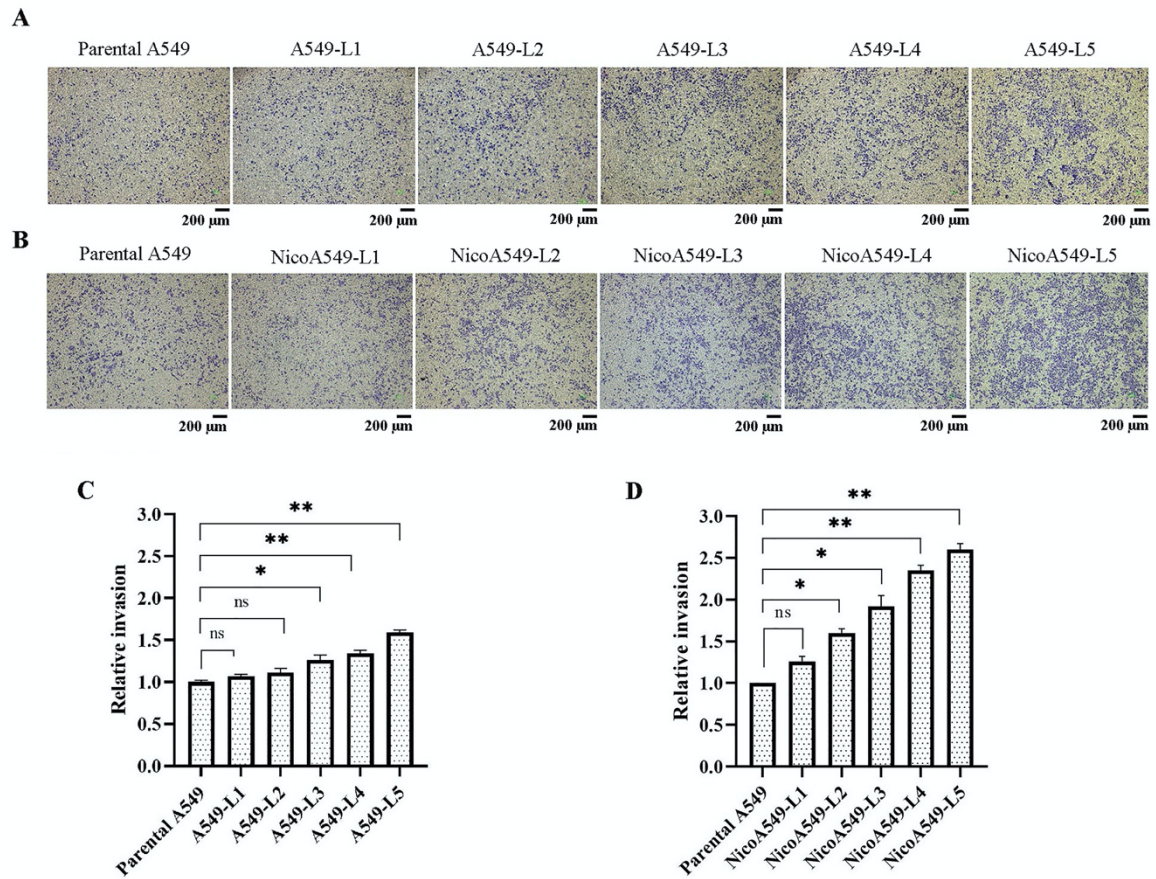 A
Parental A549 A549-L1 A549-L2 A549-L3 A549-L4 A549-L5
200 µm 200 µm 200 µm 200 µm 200 µm 200 µm
B
Parental A549 NicoA549-L1 NicoA549-L2 NicoA549-L3 NicoA549-L4 NicoA549-L5
200 µm 200 µm 200 µm 200 µm 200 µm 200 µm
C
Relative invasion
3.0
2.5
2.0
1.5
1.0
0.5
0.0
**
**
*
ns
ns
Parental A549
A549-L1
A549-L2
A549-L3
A549-L4
A549-L5
D
Relative invasion
3.0
2.5
2.0
1.5
1.0
0.5
0.0
**
**
*
*
ns
Parental A549
NicoA549-L1
NicoA549-L2
NicoA549-L3
NicoA549-L4
NicoA549-L5